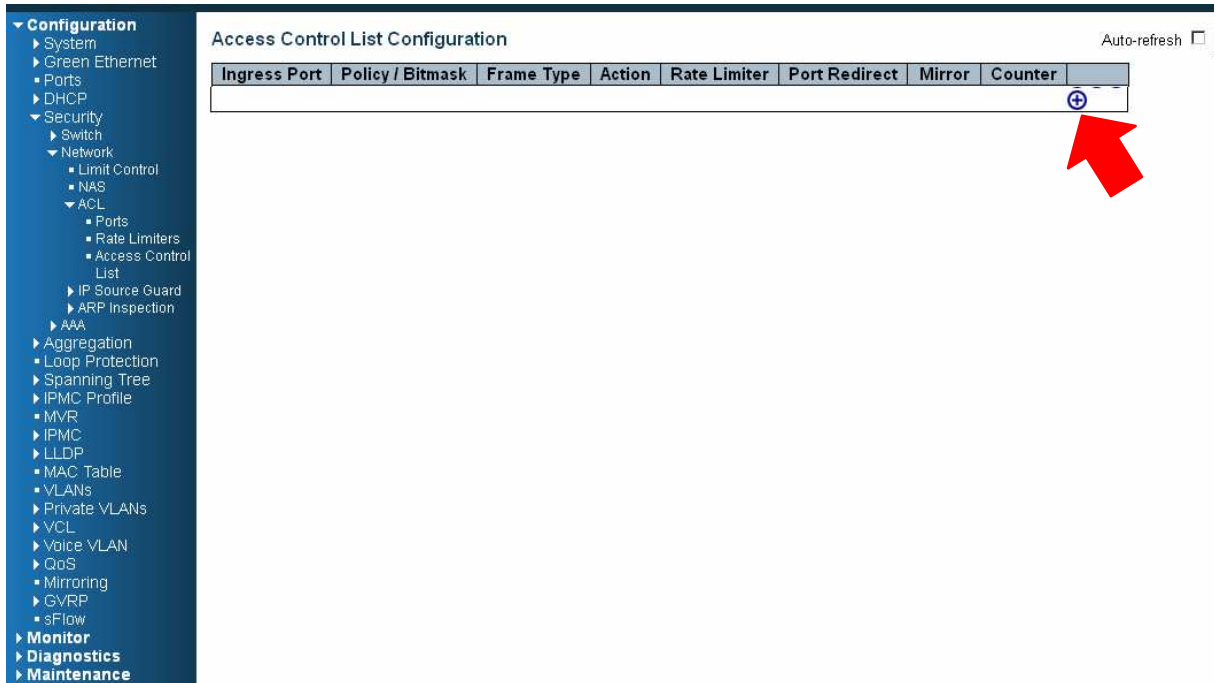 Configuration
System
Green Ethernet
Ports
DHCP
Security
Switch
Network
Limit Control
NAS
ACL
Ports
Rate Limiters
Access Control
List
IP Source Guard
ARP Inspection
AAA
Aggregation
Loop Protection
Spanning Tree
IPMC Profile
MVR
IPMC
LLDP
MAC Table
VLANs
Private VLANs
VCL
Voice VLAN
QoS
Mirroring
GVRP
sFlow
Monitor
Diagnostics
Maintenance
Access Control List Configuration
Auto-refresh
Ingress Port Policy / Bitmask Frame Type Action Rate Limiter Port Redirect Mirror Counter